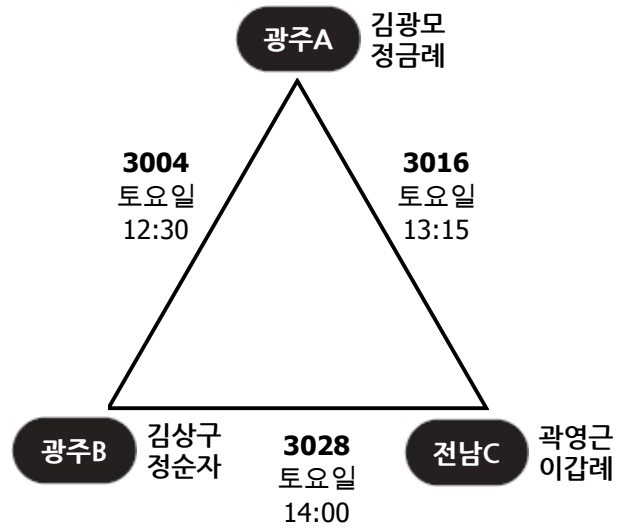 광주A
김광모
정금례
3004
토요일
12:30
3016
토요일
13:15
광주B
김상구
정순자
3028
토요일
14:00
전남C
곽영근
이갑례